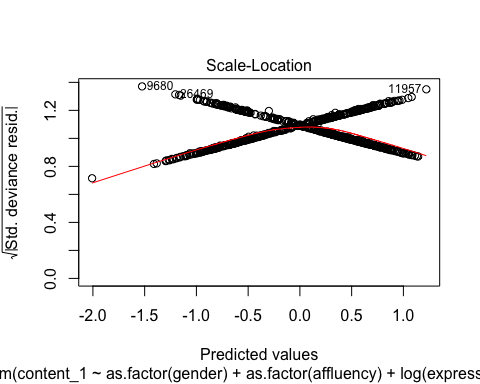 Scale-Location
9680
26469
11957
√|Std. deviance resid.|
0.0
0.4
0.8
1.2
-2.0 -1.5 -1.0 -0.5 0.0 0.5 1.0
Predicted values
m(content_1 ~ as.factor(gender) + as.factor(affluency) + log(express